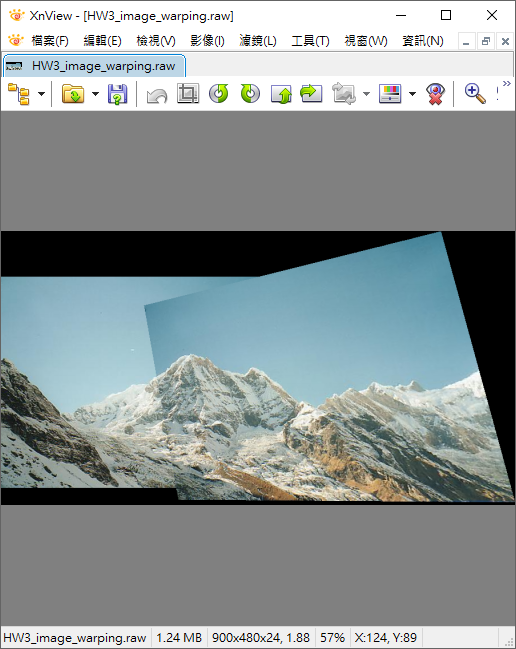 XnView - [HW3_image_warping.raw]
檔案(F) 編輯(E) 檢視(V) 影像(I) 濾鏡(L) 工具(T) 視窗(W) 資訊(N)
HW3_image_warping.raw
HW3_image_warping.raw 1.24 MB 900x480x24, 1.88 57% X:124, Y:89